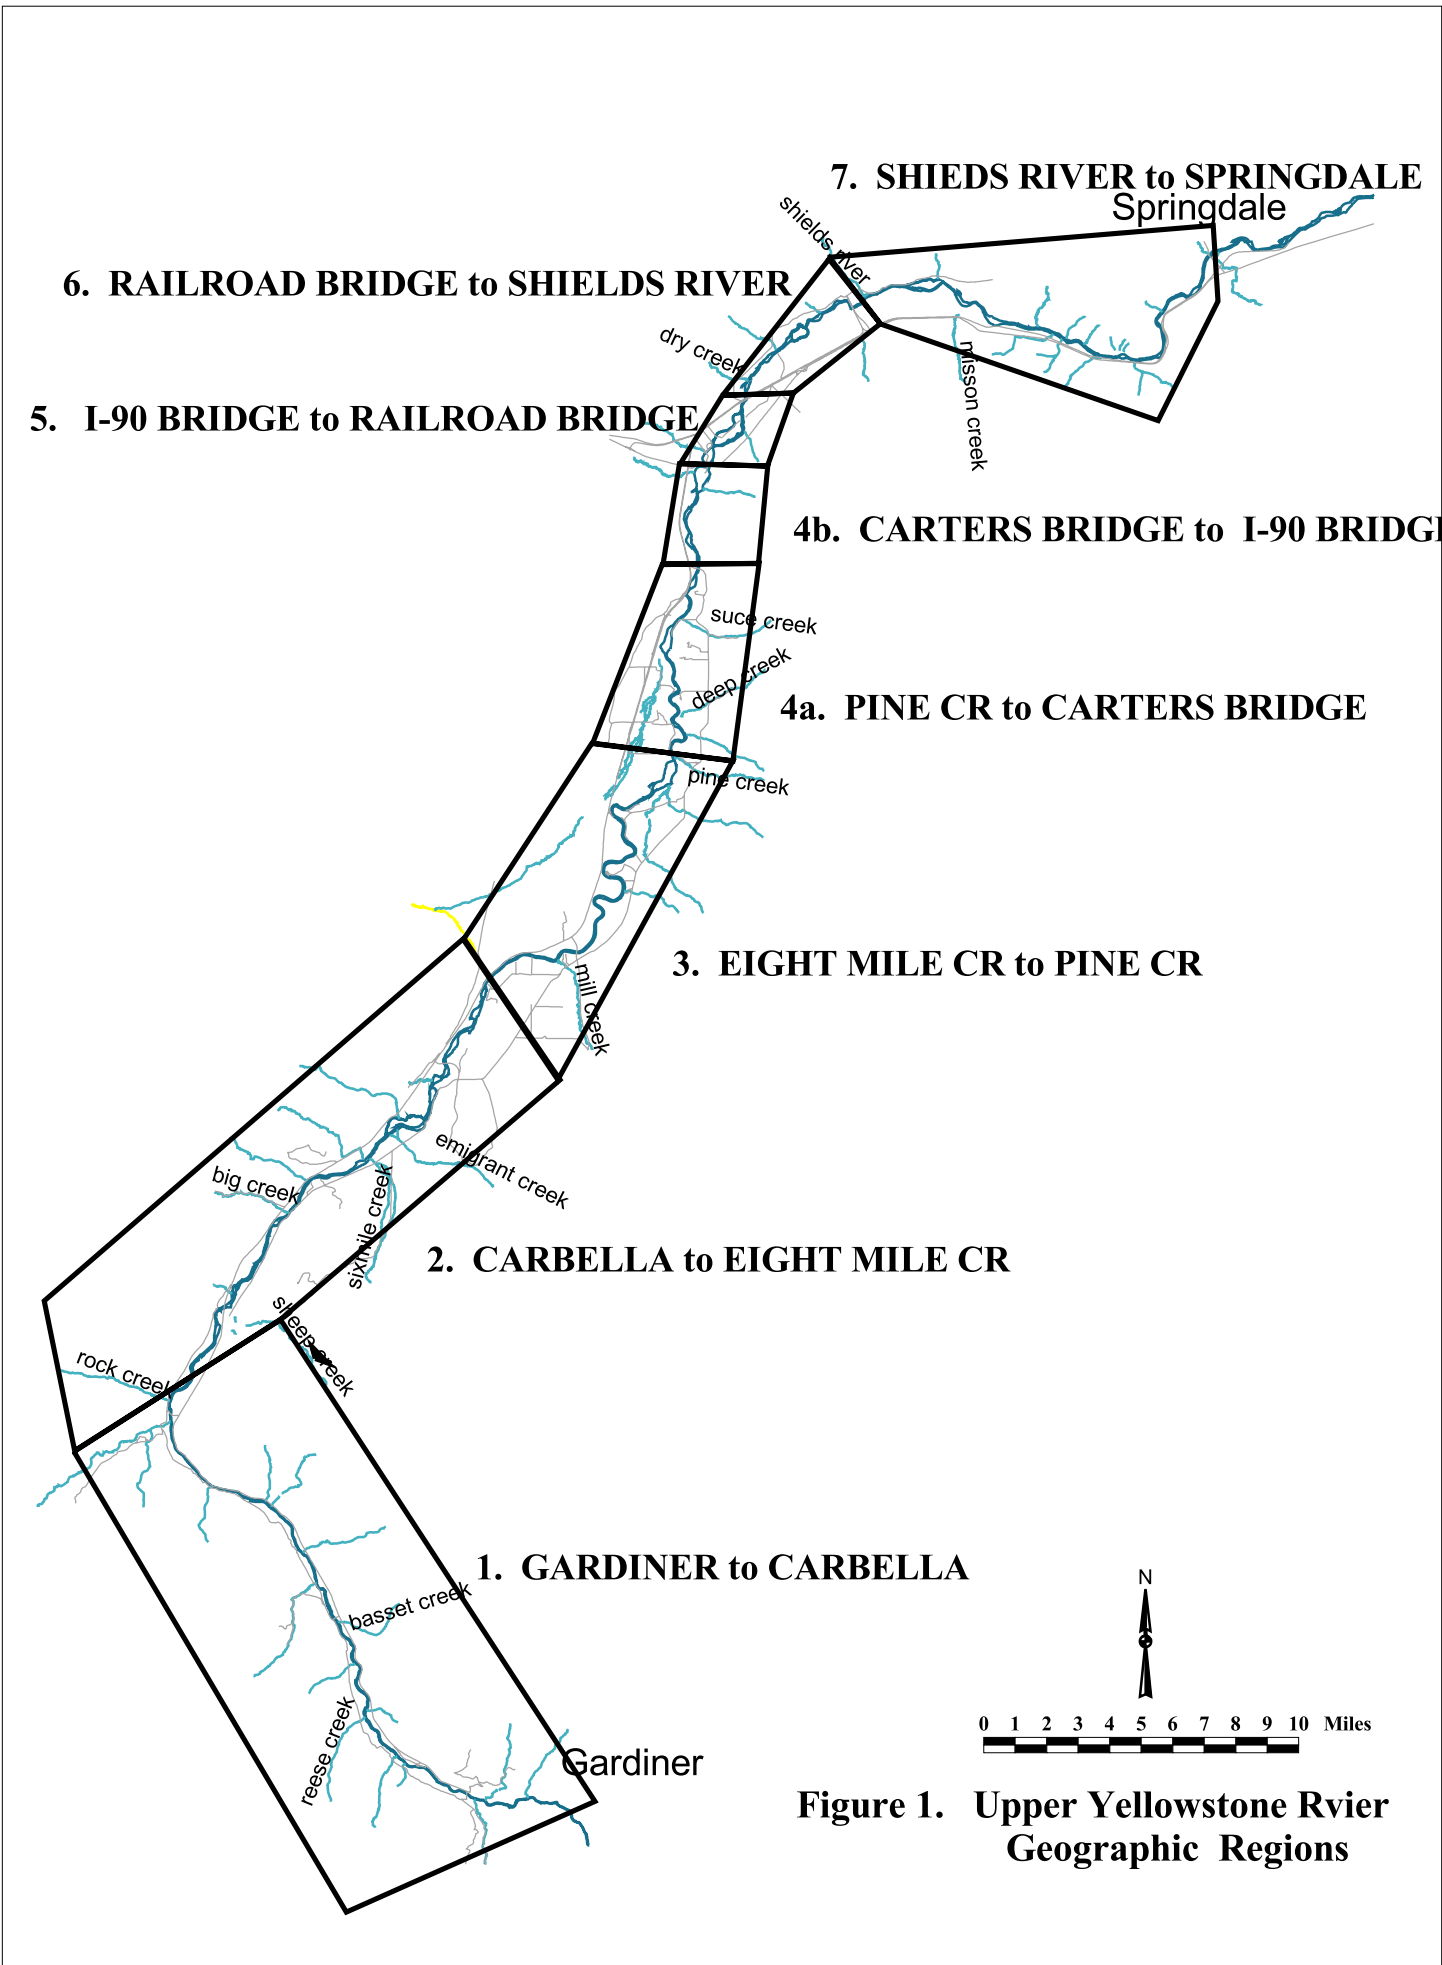 7. SHIEDS RIVER to SPRINGDALE
Springdale
shields river
6. RAILROAD BRIDGE to SHIELDS RIVER
dry creek
misson creek
5. I-90 BRIDGE to RAILROAD BRIDGE
4b. CARTERS BRIDGE to I-90 BRIDG
suce creek
deep creek
4a. PINE CR to CARTERS BRIDGE
pine creek
3. EIGHT MILE CR to PINE CR
mill creek
emigrant creek
big creek
sixmile creek
2. CARBELLA to EIGHT MILE CR
sheep creek
rock creek
1. GARDINER to CARBELLA
basset creek
reese creek
Gardiner
N
0 1 2 3 4 5 6 7 8 9 10 Miles
Figure 1. Upper Yellowstone Rvier
Geographic Regions